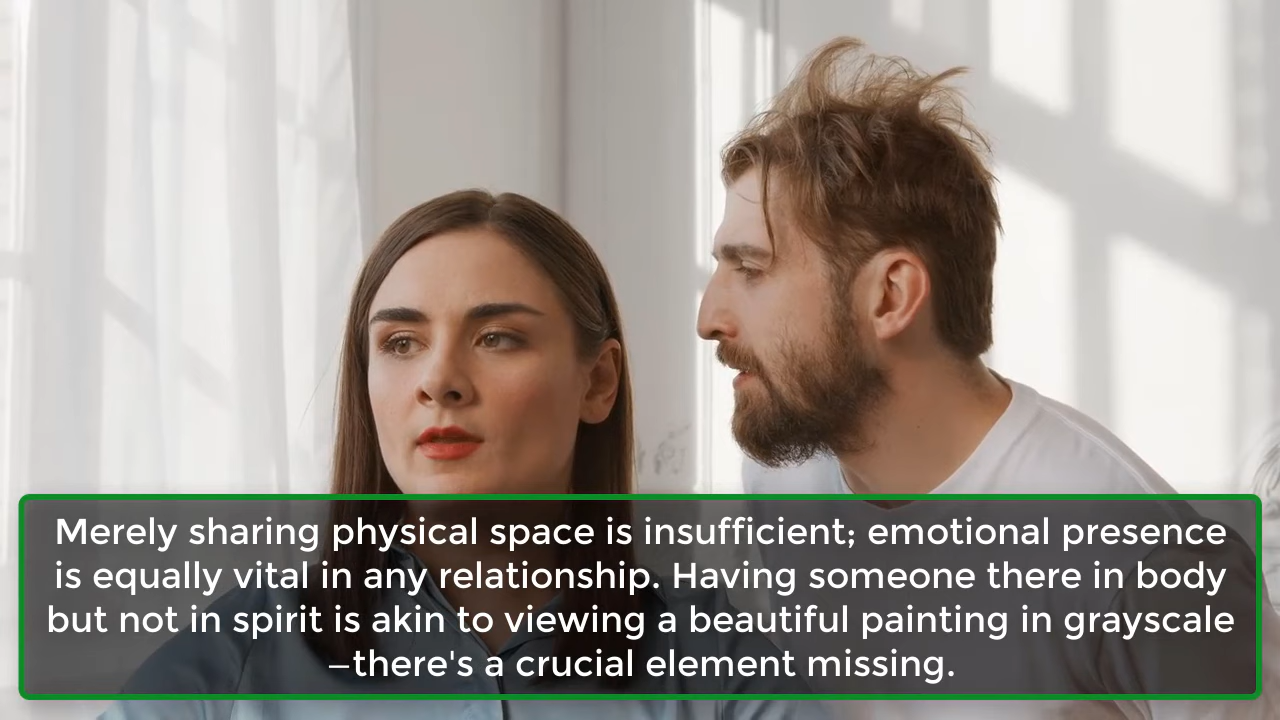 Merely sharing physical space is insufficient; emotional presence
is equally vital in any relationship. Having someone there in body
but not in spirit is akin to viewing a beautiful painting in grayscale
—there's a crucial element missing.